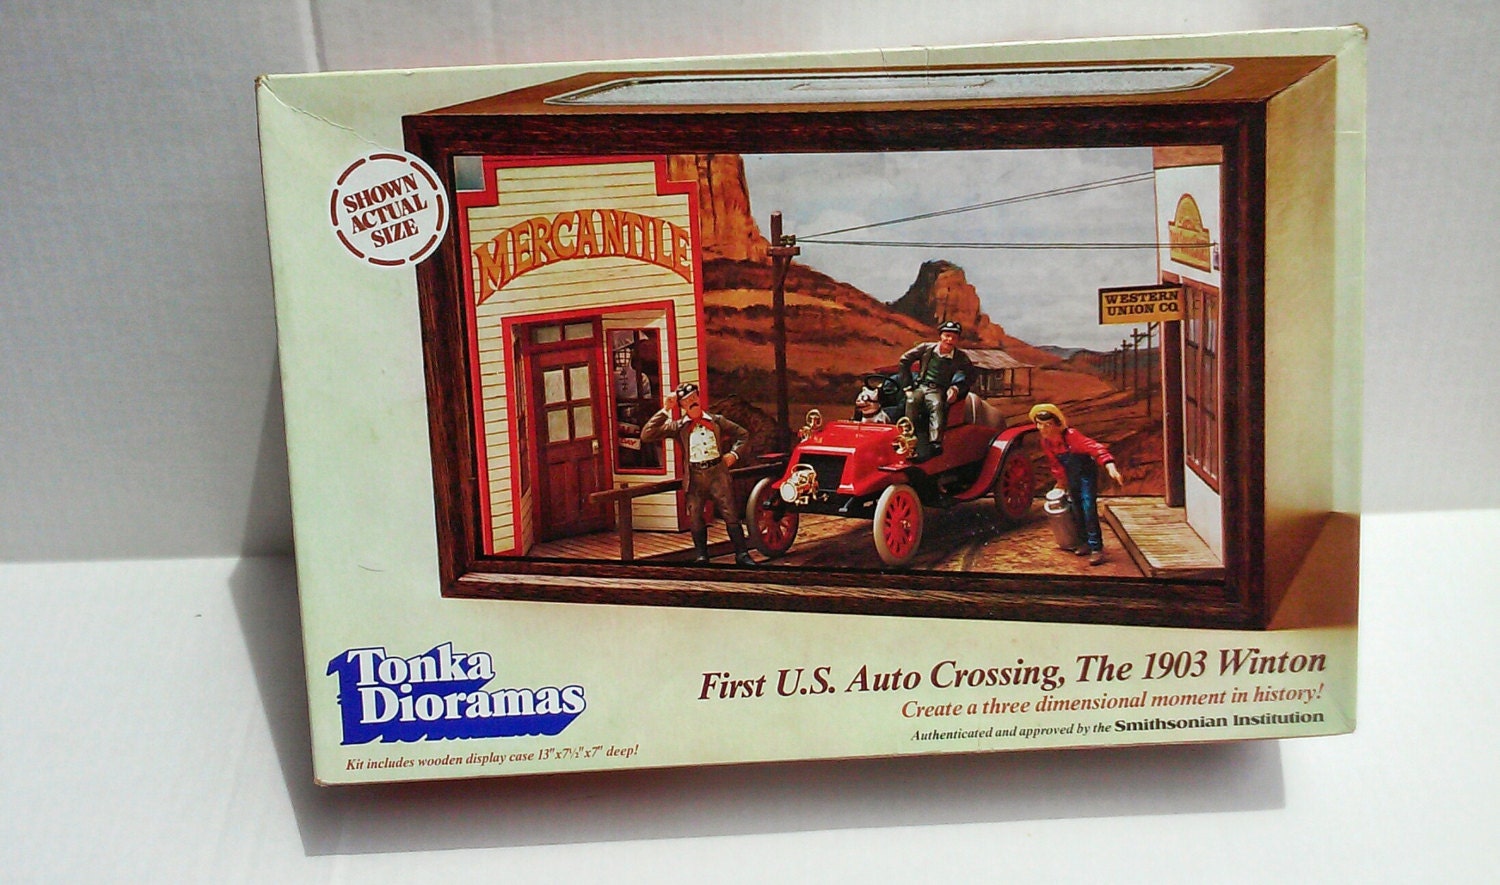 SHOWN
ACTUAL
SIZE
MERCANTILE
WESTERN
UNION CO.
Tonka
Dioramas
First U.S. Auto Crossing, The 1903 Winton
Create a three dimensional moment in history!
Authenticated and approved by the Smithsonian Institution
Kit includes wooden display case 13"x7½"x7" deep!